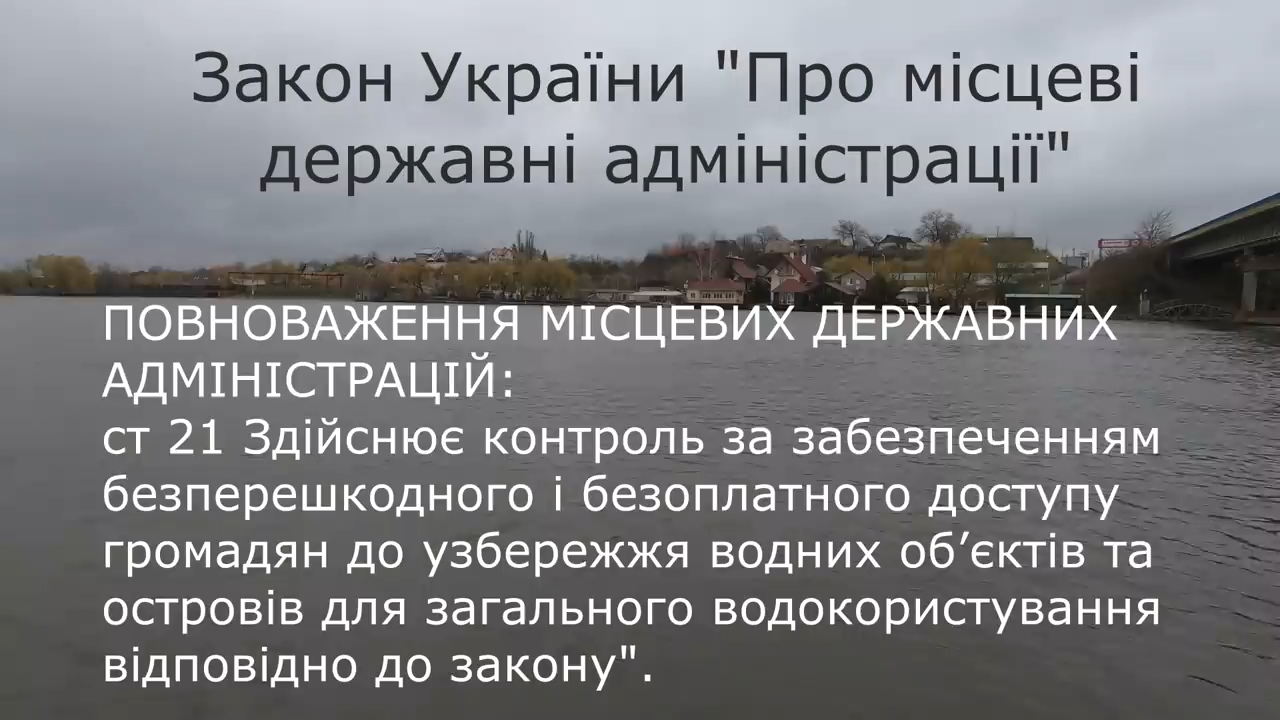 Закон України "Про місцеві
державні адміністрації"
ПОВНОВАЖЕННЯ МІСЦЕВИХ ДЕРЖАВНИХ
АДМІНІСТРАЦІЙ:
ст 21 Здійснює контроль за забезпеченням
безперешкодного і безоплатного доступу
громадян до узбережжя водних об’єктів та
островів для загального водокористування
відповідно до закону".